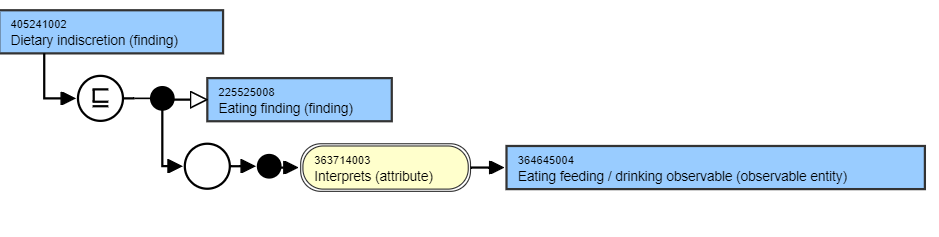 405241002
Dietary indiscretion (finding)
⊑
225525008
Eating finding (finding)
363714003
Interprets (attribute)
364645004
Eating feeding / drinking observable (observable entity)